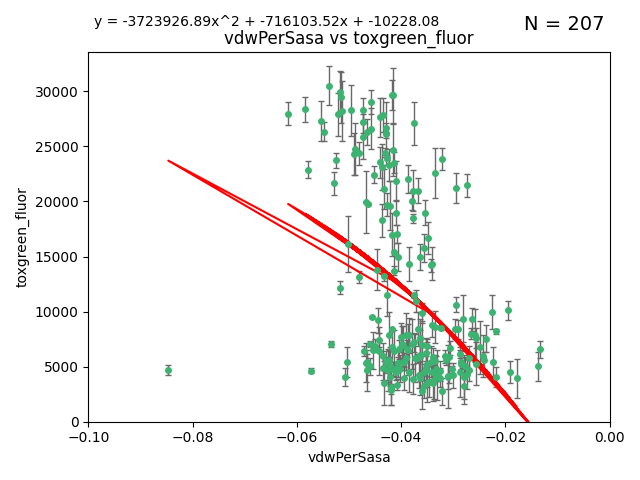 y = -3723926.89x^2 + -716103.52x + -10228.08
N = 207
vdwPerSasa vs toxgreen_fluor
toxgreen_fluor
30000
25000
20000
15000
10000
5000
0
−0.10
−0.08
−0.06
−0.04
−0.02
0.00
vdwPerSasa